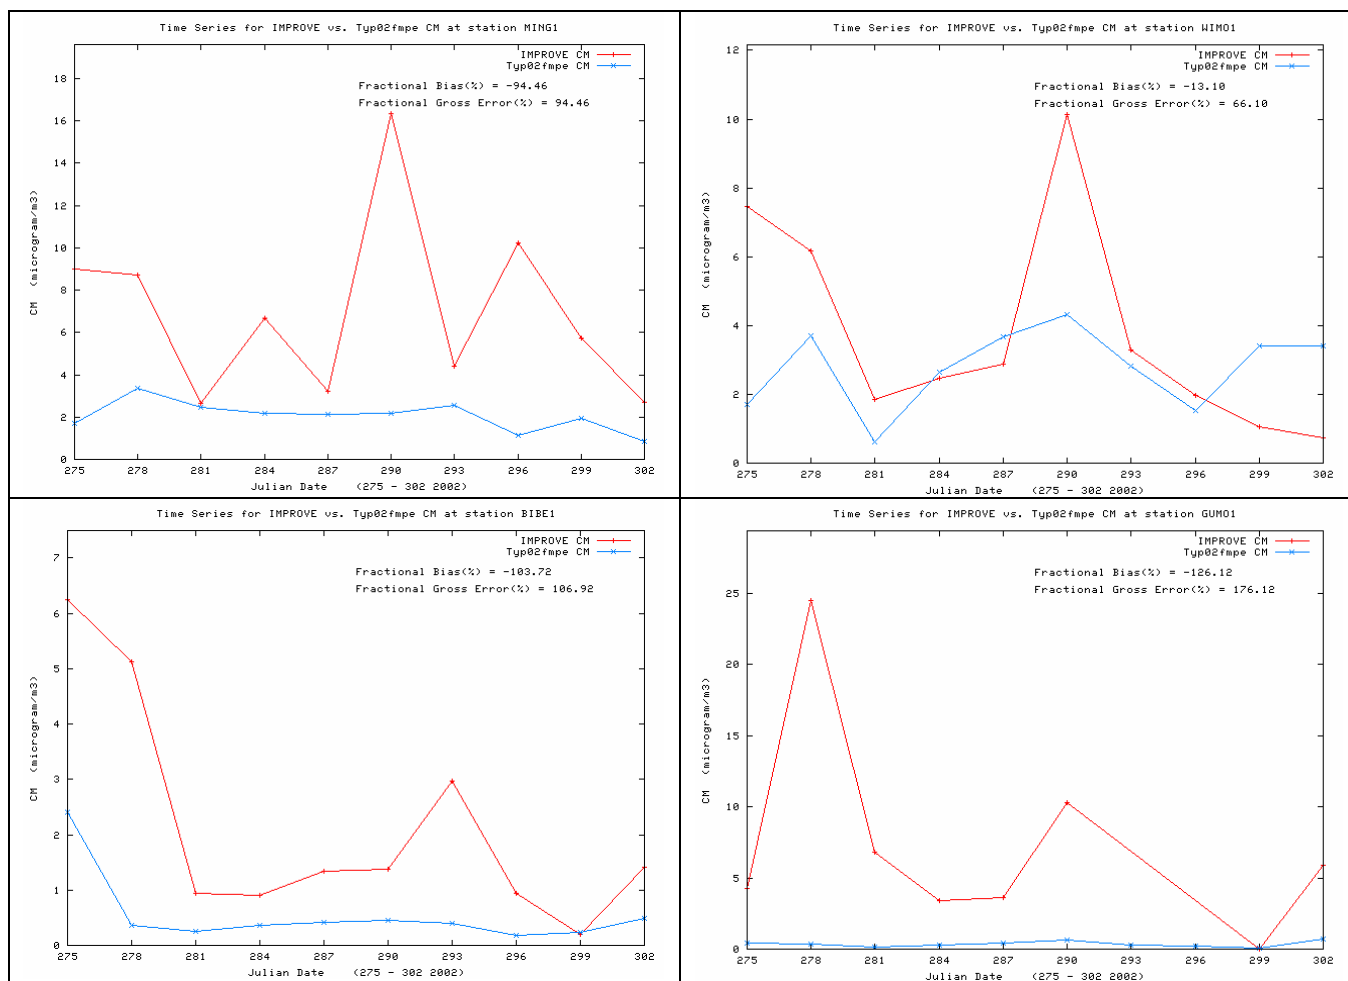 Time Series for IMPROVE vs. Typ02fmpe CM at station MING1
IMPROVE CM
Typ02fmpe CM
Fractional Bias(%) = -94.46
Fractional Gross Error(%) = 94.46
CM (microgram/m3)
18
16
14
12
10
8
6
4
2
0
275 278 281 284 287 290 293 296 299 302
Julian Date (275 - 302 2002)
Time Series for IMPROVE vs. Typ02fmpe CM at station WIMO1
IMPROVE CM
Typ02fmpe CM
Fractional Bias(%) = -13.10
Fractional Gross Error(%) = 66.10
CM (microgram/m3)
12
10
8
6
4
2
0
275 278 281 284 287 290 293 296 299 302
Julian Date (275 - 302 2002)
Time Series for IMPROVE vs. Typ02fmpe CM at station BIBE1
IMPROVE CM
Typ02fmpe CM
Fractional Bias(%) = -103.72
Fractional Gross Error(%) = 106.92
CM (microgram/m3)
7
6
5
4
3
2
1
0
275 278 281 284 287 290 293 296 299 302
Julian Date (275 - 302 2002)
Time Series for IMPROVE vs. Typ02fmpe CM at station GUMO1
IMPROVE CM
Typ02fmpe CM
Fractional Bias(%) = -126.12
Fractional Gross Error(%) = 176.12
CM (microgram/m3)
25
20
15
10
5
0
275 278 281 284 287 290 293 296 299 302
Julian Date (275 - 302 2002)